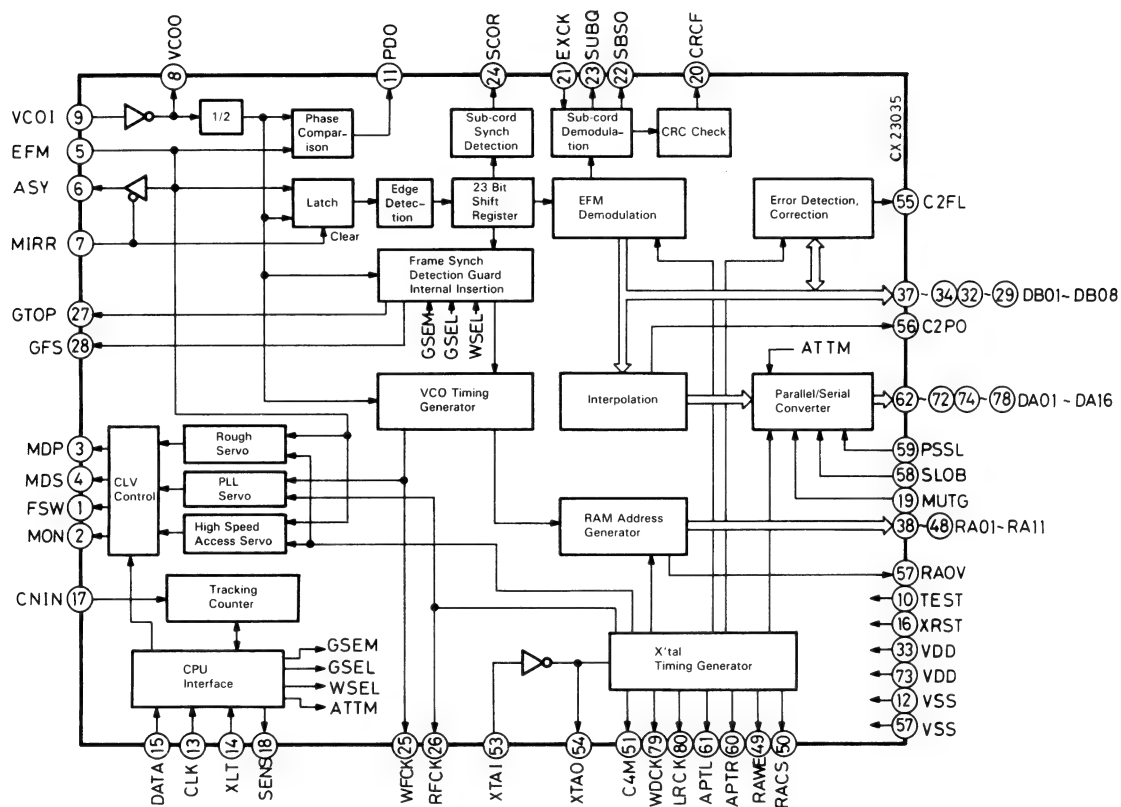 VCOO
8
PDO
11
SCOR
24
EXCK
21
SUBQ
23
SBSO
22
CRCF
20
CX23035
VCOI 9
EFM 5
ASY 6
MIRR 7
GTOP 27
GFS 28
MDP 3
MDS 4
FSW 1
MON 2
CNIN 17
1/2
Phase
Compar-
ison
Sub-cord
Synch
Detection
Sub-cord
Demodula-
tion
CRC Check
Latch
Clear
Edge
Detec-
tion
23 Bit
Shift
Register
EFM
Demodulation
Error Detection,
Correction
Frame Synch
Detection Guard
Internal Insertion
GSEM
GSEL
WSEL
VCO Timing
Generator
Interpolation
ATTM
Parallel/Serial
Converter
CLV
Control
Rough
Servo
PLL
Servo
High Speed
Access Servo
RAM Address
Generator
Tracking
Counter
CPU
Interface
GSEM
GSEL
WSEL
ATTM
X'tal
Timing Generator
55 C2FL
37 ~ 34 32 ~ 29 DB01~DB08
56 C2PO
62 ~ 72 74 ~ 78 DA01 ~ DA16
59 PSSL
58 SLOB
19 MUTG
38 ~ 48 RA01~RA11
57 RAOV
10 TEST
16 XRST
33 VDD
73 VDD
12 VSS
57 VSS
DATA 15
CLK 13
XLT 14
SENS 18
WFCK 25
RFCK 26
XTAI 53
XTAO 54
C4M 51
WDCK 79
LRCK 80
APTL 61
APTR 60
RAWE 49
RACS 50